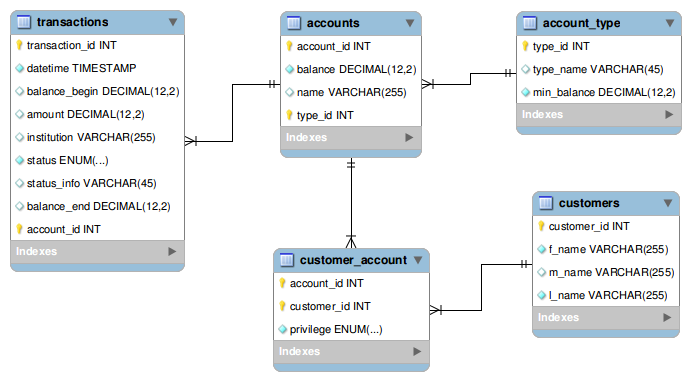 transactions
transaction_id INT
datetime TIMESTAMP
balance_begin DECIMAL(12,2)
amount DECIMAL(12,2)
institution VARCHAR(255)
status ENUM(...)
status_info VARCHAR(45)
balance_end DECIMAL(12,2)
account_id INT
Indexes
accounts
account_id INT
balance DECIMAL(12,2)
name VARCHAR(255)
type_id INT
Indexes
account_type
type_id INT
type_name VARCHAR(45)
min_balance DECIMAL(12,2)
Indexes
customer_account
account_id INT
customer_id INT
privilege ENUM(...)
Indexes
customers
customer_id INT
f_name VARCHAR(255)
m_name VARCHAR(255)
l_name VARCHAR(255)
Indexes